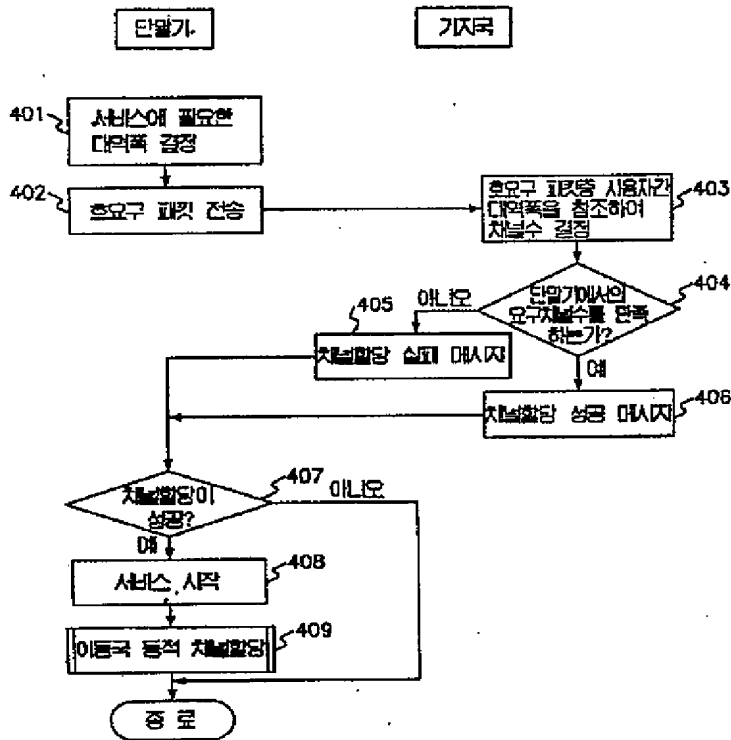 단말기
기지국
401
서비스에 필요한
대역폭 결정
402
호요구 패킷 전송
호요구 패킷중 사용자간
대역폭을 참조하여
채널수 결정
403
404
단말기에서의
요구채널수를 만족
하는가?
아니오
405
채널할당 실패 메시지
예
채널할당 성공 메시지
406
407
채널할당이
성공?
아니오
예
408
서비스 시작
409
이동국 동적 채널할당
종료